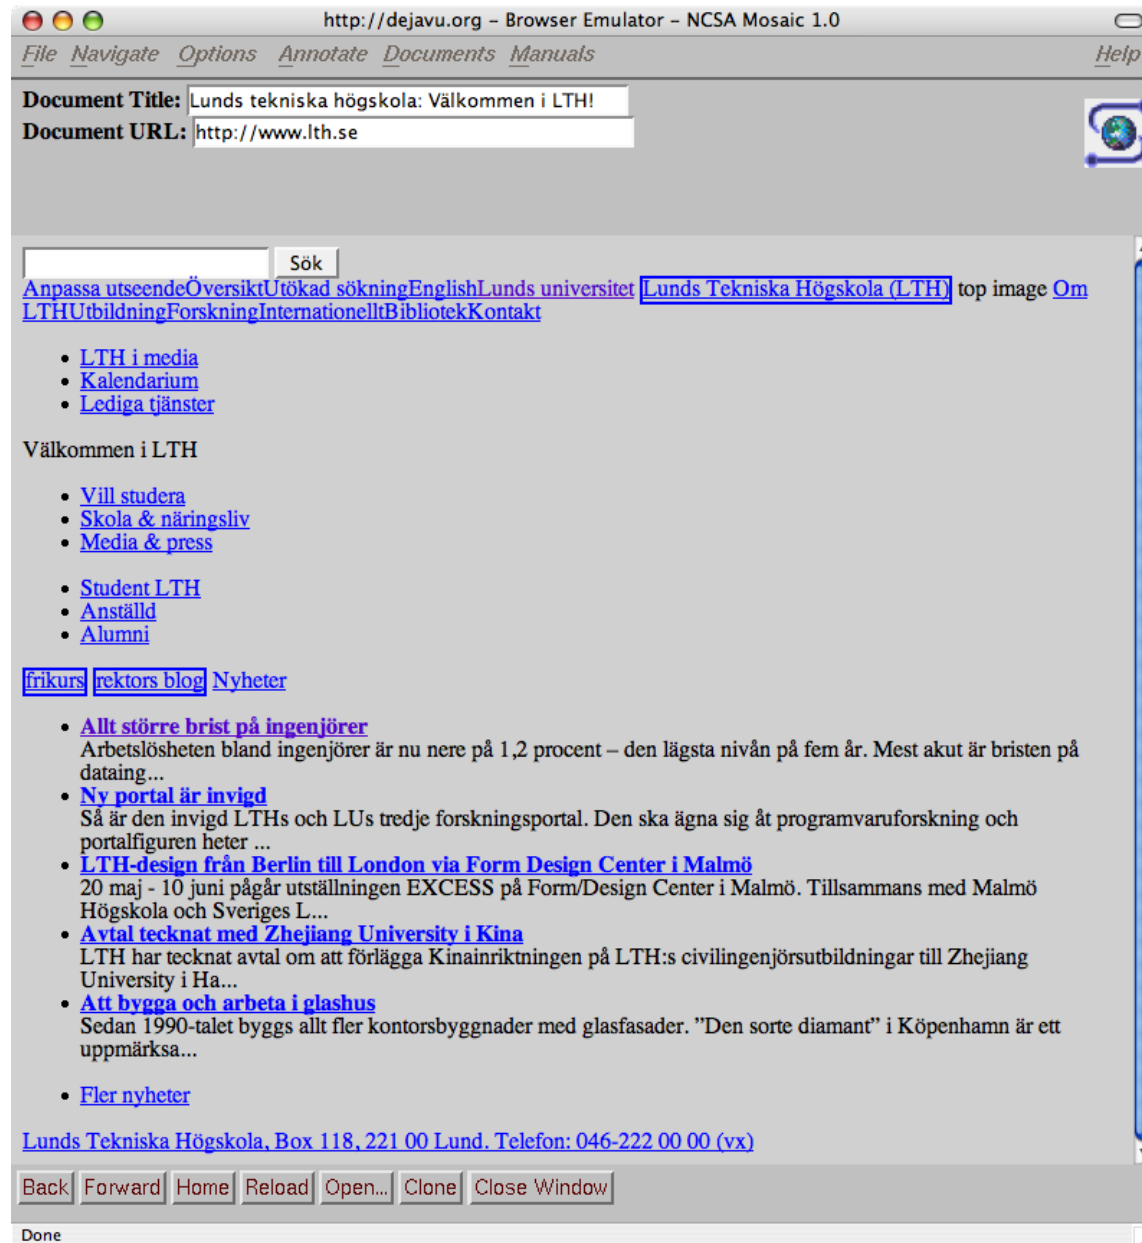 http://dejavu.org – Browser Emulator – NCSA Mosaic 1.0
File Navigate Options Annotate Documents Manuals Help
Document Title: Lunds tekniska högskola: Välkommen i LTH!
Document URL: http://www.lth.se
Sök
Anpassa utseendeÖversiktUtökad sökningEnglishLunds universitet Lunds Tekniska Högskola (LTH) top image Om
LTHUtbildningForskningInternationelltBibliotekKontakt
• LTH i media
• Kalendarium
• Lediga tjänster
Välkommen i LTH
• Vill studera
• Skola & näringsliv
• Media & press
• Student LTH
• Anställd
• Alumni
frikurs rektors blog Nyheter
• Allt större brist på ingenjörer
Arbetslösheten bland ingenjörer är nu nere på 1,2 procent – den lägsta nivån på fem år. Mest akut är bristen på
dataing...
• Ny portal är invigd
Så är den invigd LTHs och LUs tredje forskningsportal. Den ska ägna sig åt programvaruforskning och
portalfiguren heter ...
• LTH-design från Berlin till London via Form Design Center i Malmö
20 maj - 10 juni pågår utställningen EXCESS på Form/Design Center i Malmö. Tillsammans med Malmö
Högskola och Sveriges L...
• Avtal tecknat med Zhejiang University i Kina
LTH har tecknat avtal om att förlägga Kinainriktningen på LTH:s civilingenjörsutbildningar till Zhejiang
University i Ha...
• Att bygga och arbeta i glashus
Sedan 1990-talet byggs allt fler kontorsbyggnader med glasfasader. ”Den sorte diamant” i Köpenhamn är ett
uppmärksa...
• Fler nyheter
Lunds Tekniska Högskola, Box 118, 221 00 Lund. Telefon: 046-222 00 00 (vx)
Back Forward Home Reload Open... Clone Close Window
Done